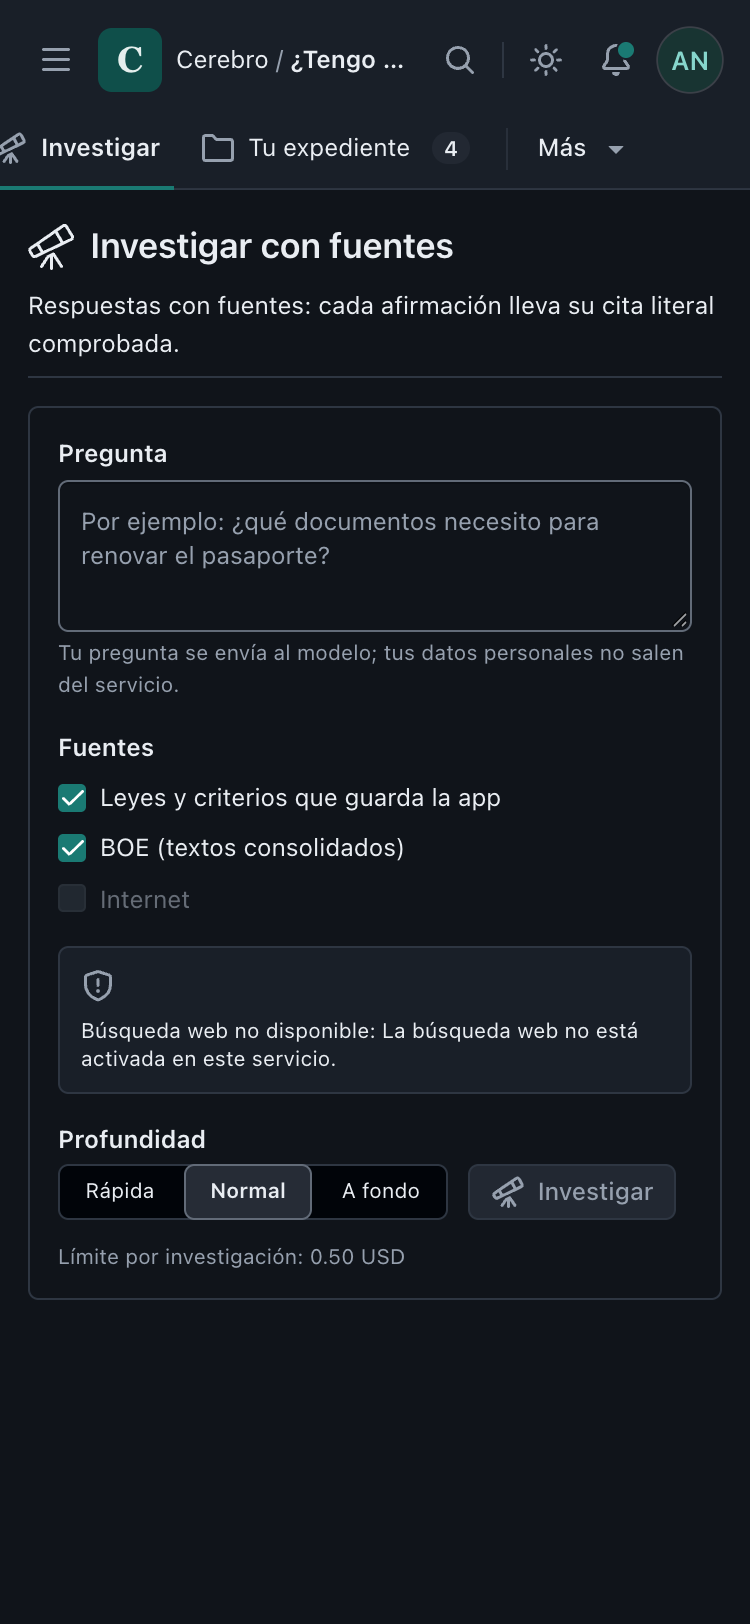 C Cerebro / ¿Tengo ... AN
Investigar Tu expediente 4 Más
Investigar con fuentes
Respuestas con fuentes: cada afirmación lleva su cita literal
comprobada.
Pregunta
Por ejemplo: ¿qué documentos necesito para
renovar el pasaporte?
Tu pregunta se envía al modelo; tus datos personales no salen
del servicio.
Fuentes
Leyes y criterios que guarda la app
BOE (textos consolidados)
Internet
Búsqueda web no disponible: La búsqueda web no está
activada en este servicio.
Profundidad
Rápida Normal A fondo Investigar
Límite por investigación: 0.50 USD